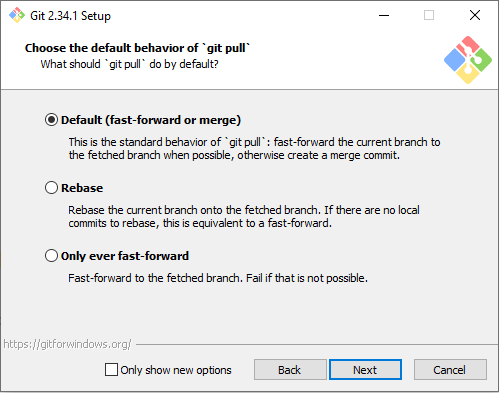 Git 2.34.1 Setup
Choose the default behavior of `git pull`
What should `git pull` do by default?
Default (fast-forward or merge)
This is the standard behavior of `git pull`: fast-forward the current branch to
the fetched branch when possible, otherwise create a merge commit.
Rebase
Rebase the current branch onto the fetched branch. If there are no local
commits to rebase, this is equivalent to a fast-forward.
Only ever fast-forward
Fast-forward to the fetched branch. Fail if that is not possible.
https://gitforwindows.org/
Only show new options
Back
Next
Cancel